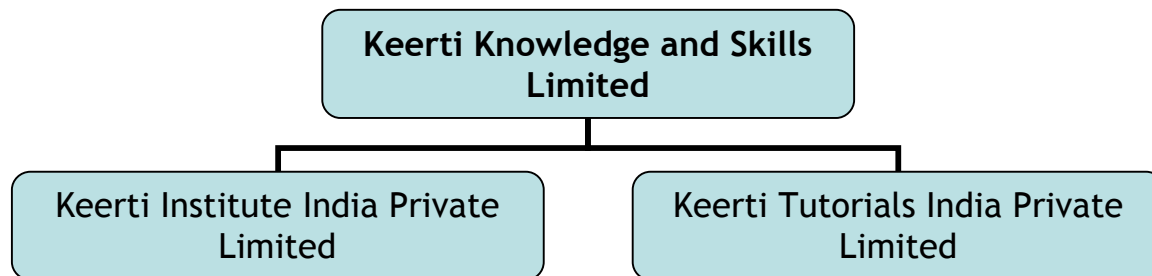 Keerti Knowledge and Skills
Limited
Keerti Institute India Private
Limited
Keerti Tutorials India Private
Limited